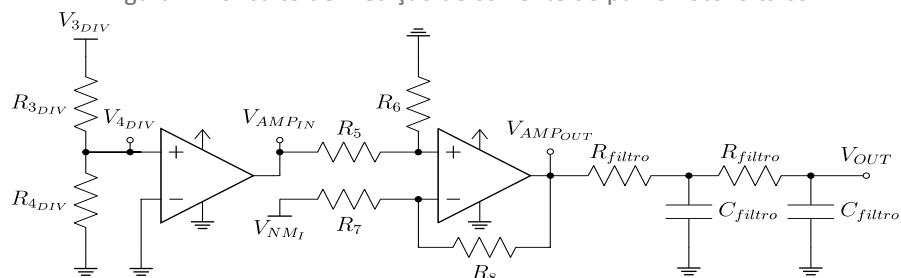 V3DIV
R3DIV
V4DIV
R4DIV
VAMPIN
R5
R6
VNMI
R7
R8
VAMPOUT
Rfiltro
Rfiltro
VOUT
Cfiltro
Cfiltro